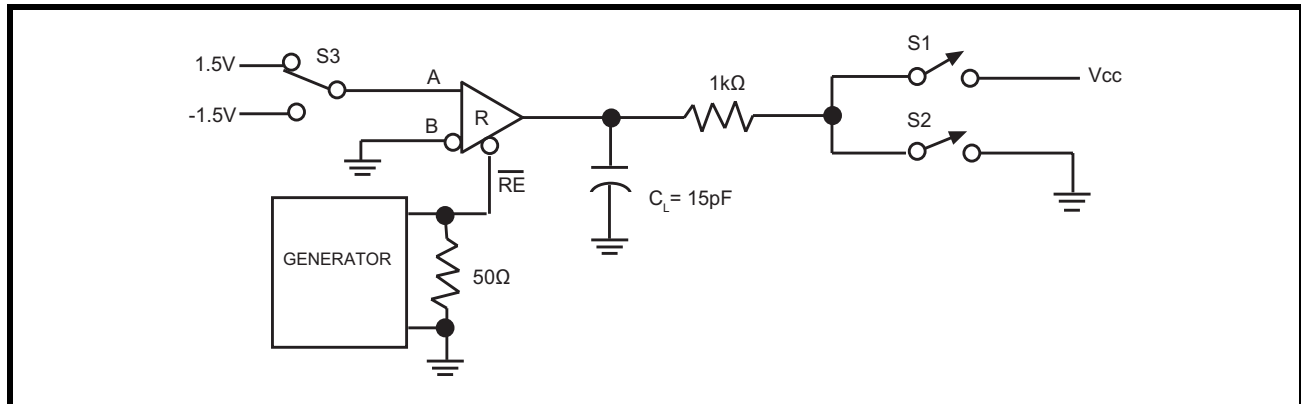 1.5V
S3
-1.5V
A
B
R
RE
GENERATOR
50Ω
C_L= 15pF
1kΩ
S1
Vcc
S2